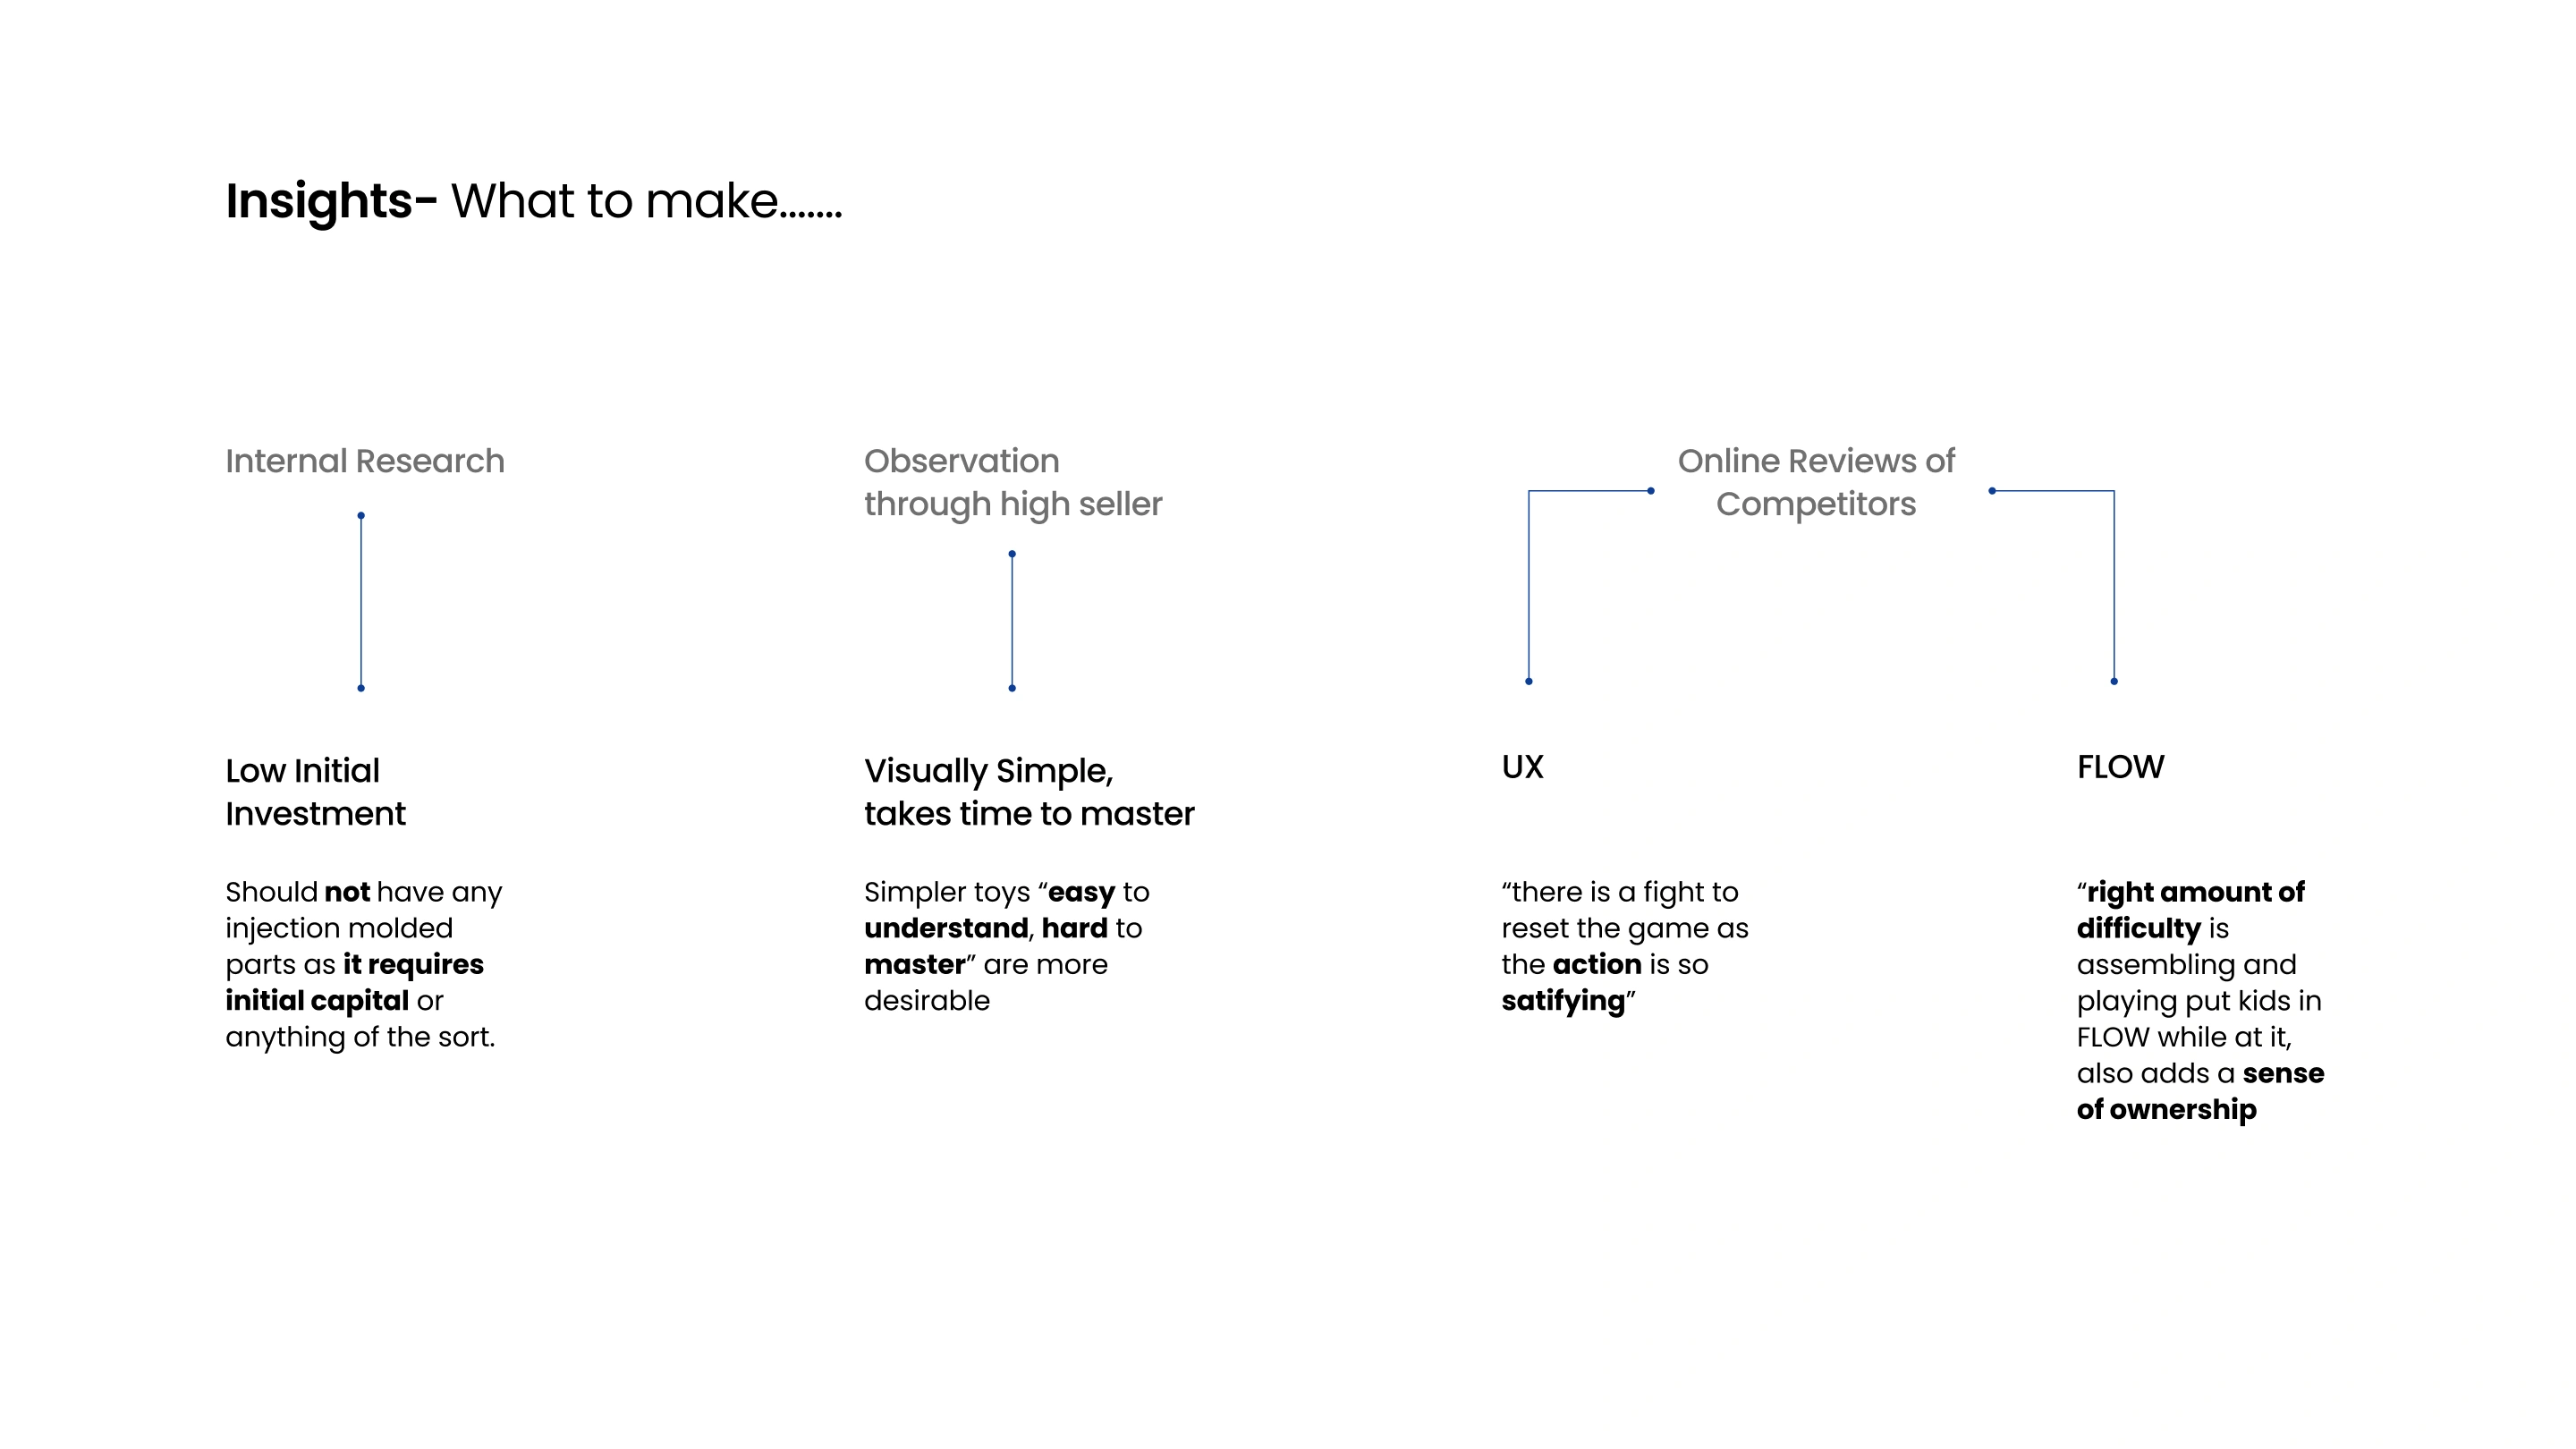 Insights- What to make.......
Internal Research
Observation
through high seller
Online Reviews of
Competitors
Low Initial
Investment
Should not have any
injection molded
parts as it requires
initial capital or
anything of the sort.
Visually Simple,
takes time to master
Simpler toys “easy to
understand, hard to
master” are more
desirable
UX
“there is a fight to
reset the game as
the action is so
satifying”
FLOW
“right amount of
difficulty is
assembling and
playing put kids in
FLOW while at it,
also adds a sense
of ownership